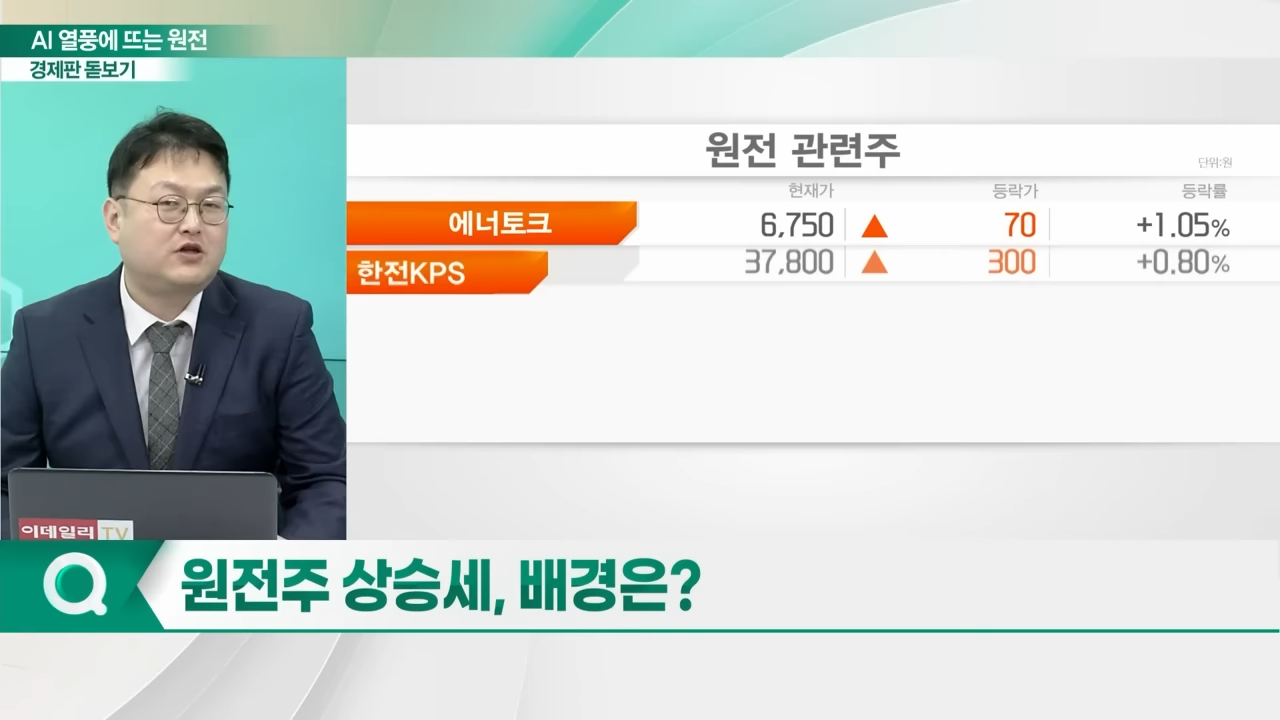 AI 열풍에 뜨는 원전
경제판 돋보기
원전 관련주
단위:원
현재가 등락가 등락률
에너토크 6,750 ▲ 70 +1.05%
한전KPS 37,800 ▲ 300 +0.80%
이데일리 TV
Q 원전주 상승세, 배경은?